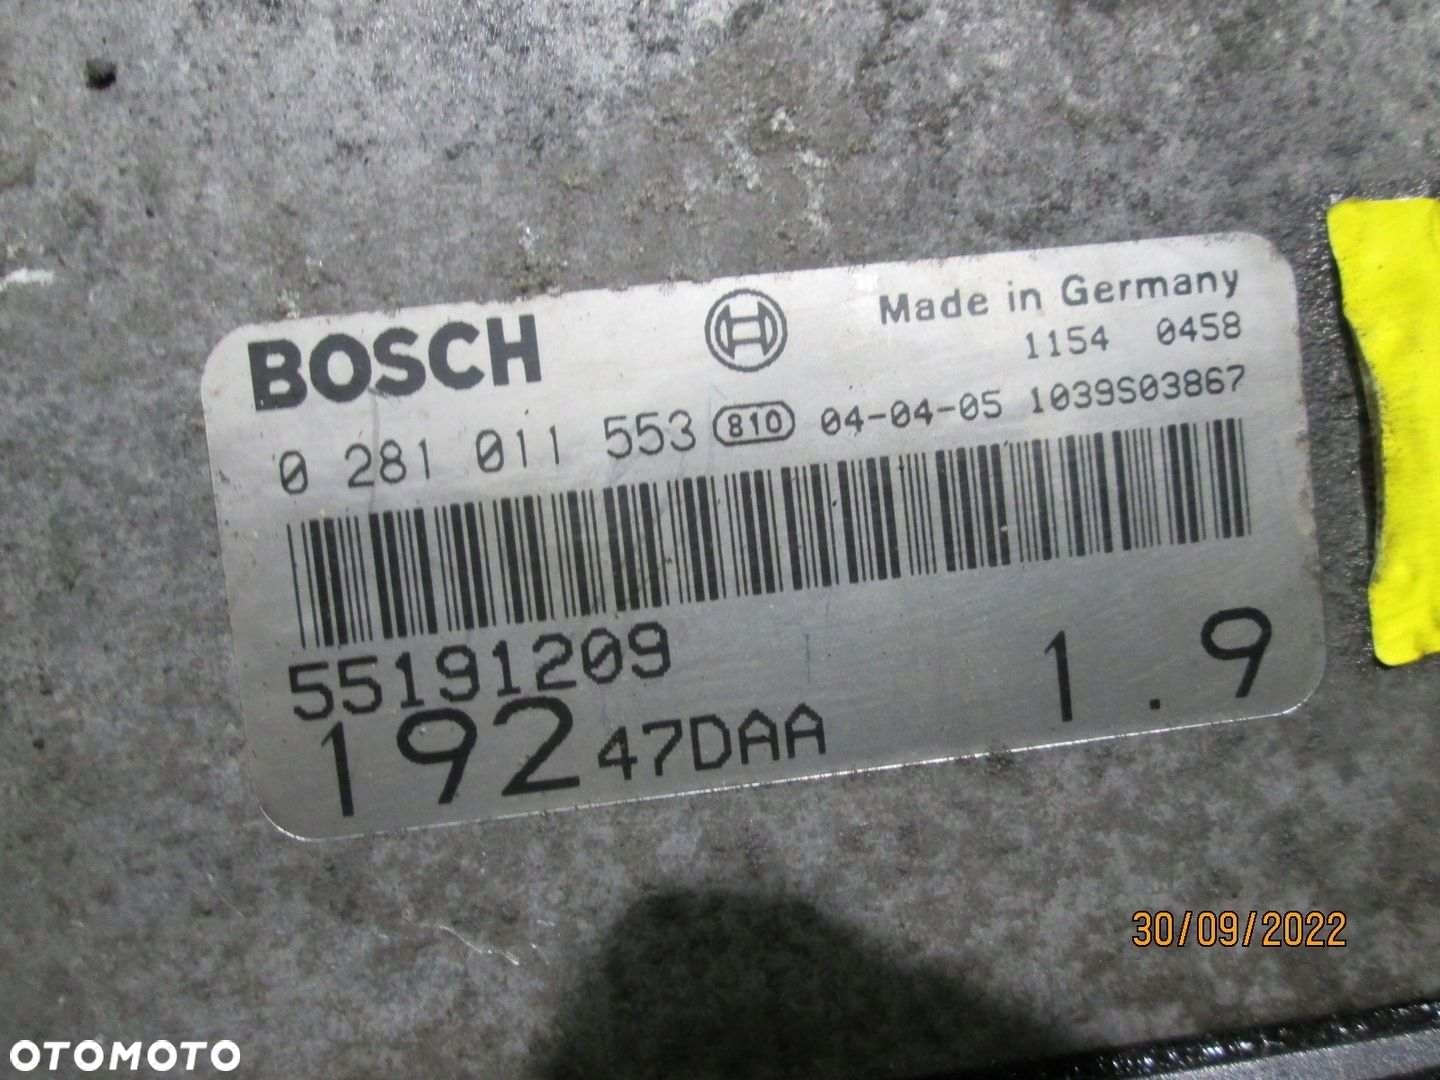 BOSCH
Made in Germany
1154 0458
0 281 011 553 810 04-04-05 1039S03867
55191209
192 47DAA 1.9
30/09/2022
OTOMOTO